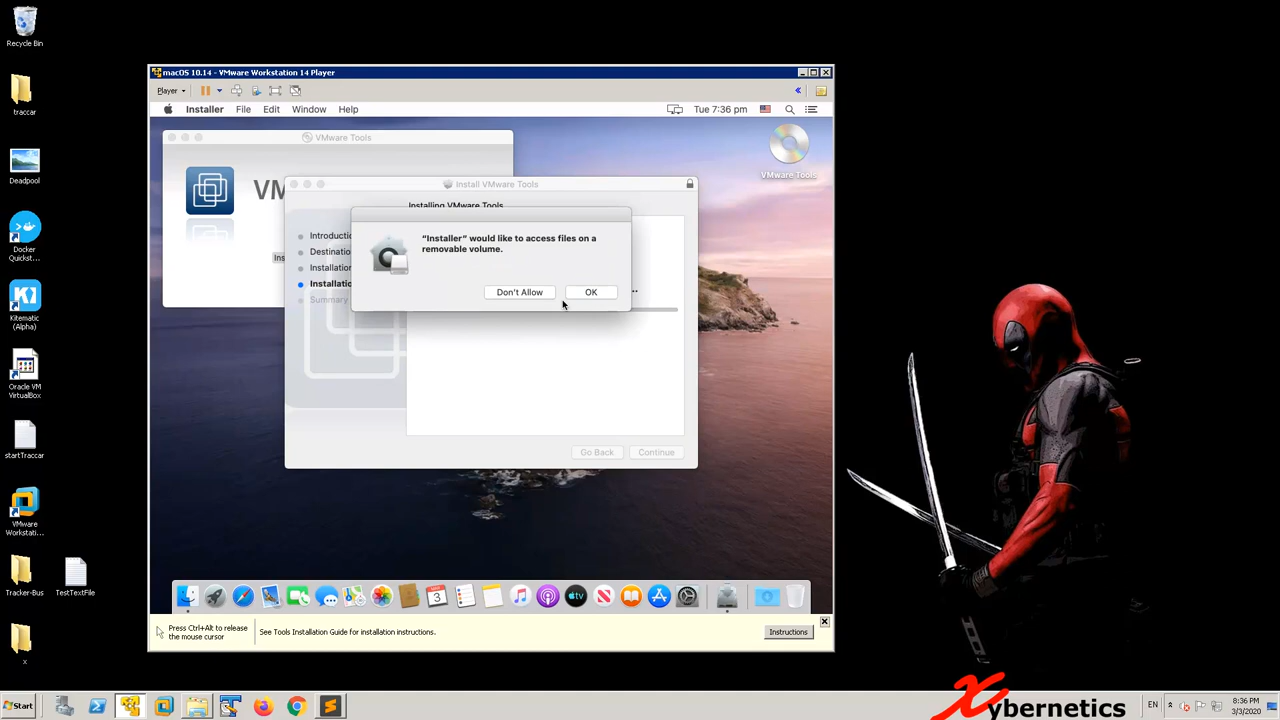 Recycle Bin
traccar
Deadpool
Docker
Quickst...
Kitematic
(Alpha)
Oracle VM
VirtualBox
startTraccar
VMware
Workstati...
Tracker-Bus
TestTextFile
x
macOS 10.14 - VMware Workstation 14 Player
Player
Installer File Edit Window Help
Tue 7:36 pm
VMware Tools
VM
VMware Tools
Install VMware Tools
Installing VMware Tools
Introductio
Destinatio
Installation
Installatio
Summary
Ins
"Installer" would like to access files on a
removable volume.
Don't Allow
OK
Go Back
Continue
Press Ctrl+Alt to release
the mouse cursor
See Tools Installation Guide for installation instructions.
Instructions
Start
Xybernetics
EN
8:36 PM
3/3/2020